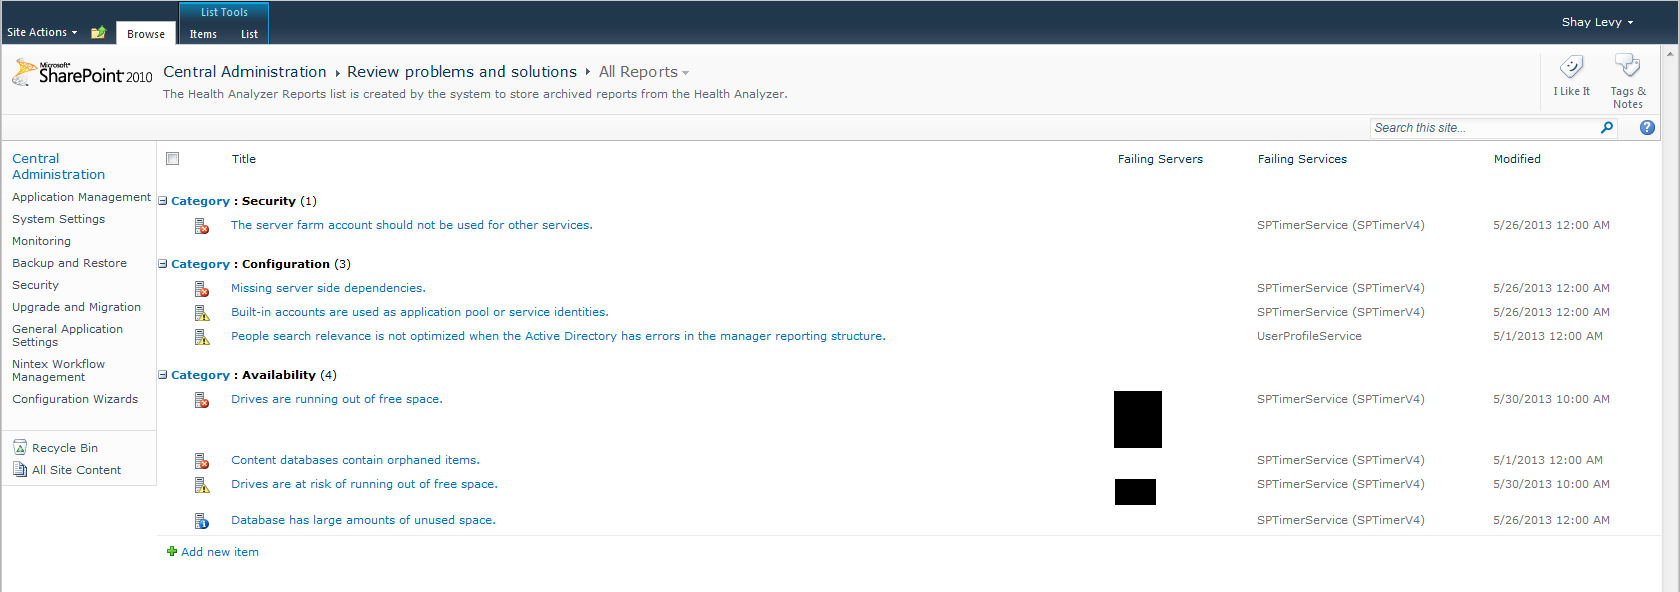 List Tools
Site Actions
Browse
Items
List
Shay Levy
Microsoft®
SharePoint 2010
Central Administration
Review problems and solutions
All Reports
The Health Analyzer Reports list is created by the system to store archived reports from the Health Analyzer.
I Like It
Tags &
Notes
Search this site...
?
Central
Administration
Application Management
System Settings
Monitoring
Backup and Restore
Security
Upgrade and Migration
General Application
Settings
Nintex Workflow
Management
Configuration Wizards
Recycle Bin
All Site Content
Title Failing Servers Failing Services Modified
Category : Security (1)
The server farm account should not be used for other services. SPTimerService (SPTimerV4) 5/26/2013 12:00 AM
Category : Configuration (3)
Missing server side dependencies. SPTimerService (SPTimerV4) 5/26/2013 12:00 AM
Built-in accounts are used as application pool or service identities. SPTimerService (SPTimerV4) 5/26/2013 12:00 AM
People search relevance is not optimized when the Active Directory has errors in the manager reporting structure. UserProfileService 5/1/2013 12:00 AM
Category : Availability (4)
Drives are running out of free space. SPTimerService (SPTimerV4) 5/30/2013 10:00 AM
Content databases contain orphaned items. SPTimerService (SPTimerV4) 5/1/2013 12:00 AM
Drives are at risk of running out of free space. SPTimerService (SPTimerV4) 5/30/2013 10:00 AM
Database has large amounts of unused space. SPTimerService (SPTimerV4) 5/26/2013 12:00 AM
Add new item